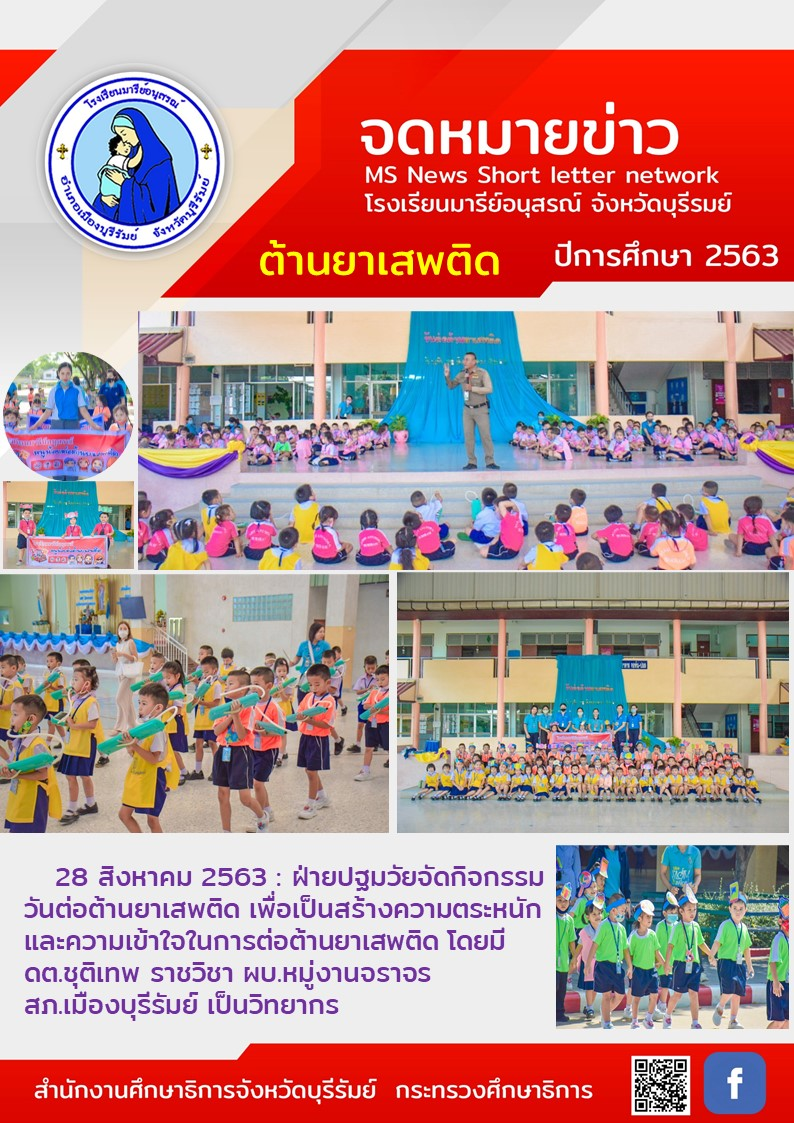 โรงเรียนมารีย์อนุสรณ์
อำเภอเมืองบุรีรัมย์ จังหวัดบุรีรัมย์
จดหมายข่าว
MS News Short letter network
โรงเรียนมารีย์อนุสรณ์ จังหวัดบุรีรมย์
ต้านยาเสพติด
ปีการศึกษา 2563
วันต่อต้านยาเสพติด
28 สิงหาคม 2563 : ฝ่ายปฐมวัยจัดกิจกรรม
วันต่อต้านยาเสพติด เพื่อเป็นสร้างความตระหนัก
และความเข้าใจในการต่อต้านยาเสพติด โดยมี
ดต.ชุติเทพ ราชวิชา ผบ.หมู่งานจราจร
สภ.เมืองบุรีรัมย์ เป็นวิทยากร
สำนักงานศึกษาธิการจังหวัดบุรีรัมย์ กระทรวงศึกษาธิการ
f